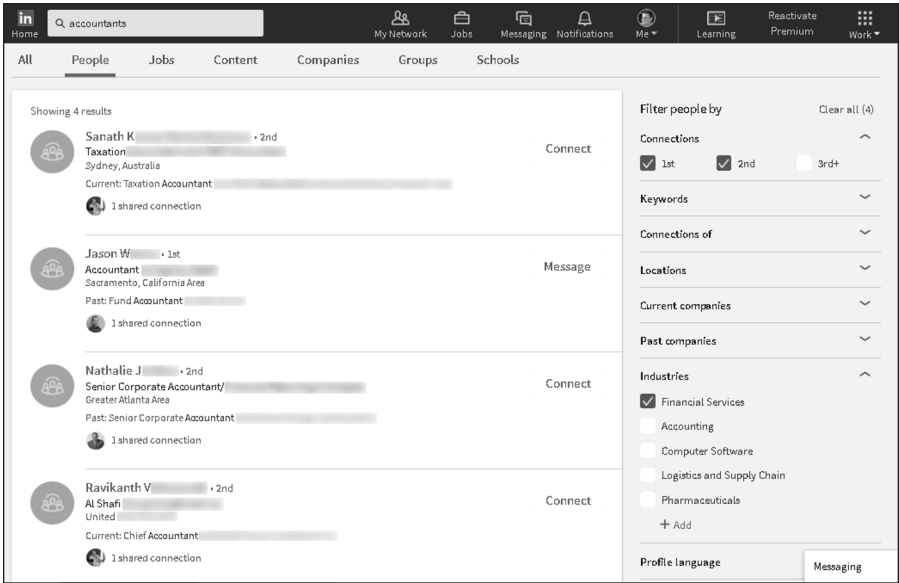 in
accountants
Home
My Network
Jobs
Messaging
Notifications
Me
Learning
Reactivate
Premium
Work
All
People
Jobs
Content
Companies
Groups
Schools
Showing 4 results
Sanath K • 2nd
Taxation
Sydney, Australia
Current: Taxation Accountant
1 shared connection
Connect
Jason W • 1st
Accountant
Sacramento, California Area
Past: Fund Accountant
1 shared connection
Message
Nathalie J • 2nd
Senior Corporate Accountant/
Greater Atlanta Area
Past: Senior Corporate Accountant
1 shared connection
Connect
Ravikanth V • 2nd
Al Shafi
United
Current: Chief Accountant
1 shared connection
Connect
Filter people by
Clear all (4)
Connections
1st
2nd
3rd+
Keywords
Connections of
Locations
Current companies
Past companies
Industries
Financial Services
Accounting
Computer Software
Logistics and Supply Chain
Pharmaceuticals
+ Add
Profile language
Messaging